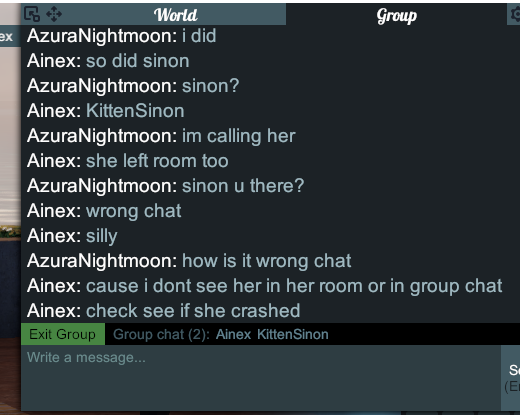 World Group
ex
AzuraNightmoon: i did
Ainex: so did sinon
AzuraNightmoon: sinon?
Ainex: KittenSinon
AzuraNightmoon: im calling her
Ainex: she left room too
AzuraNightmoon: sinon u there?
Ainex: wrong chat
Ainex: silly
AzuraNightmoon: how is it wrong chat
Ainex: cause i dont see her in her room or in group chat
Ainex: check see if she crashed
Exit Group Group chat (2): Ainex KittenSinon
Write a message...